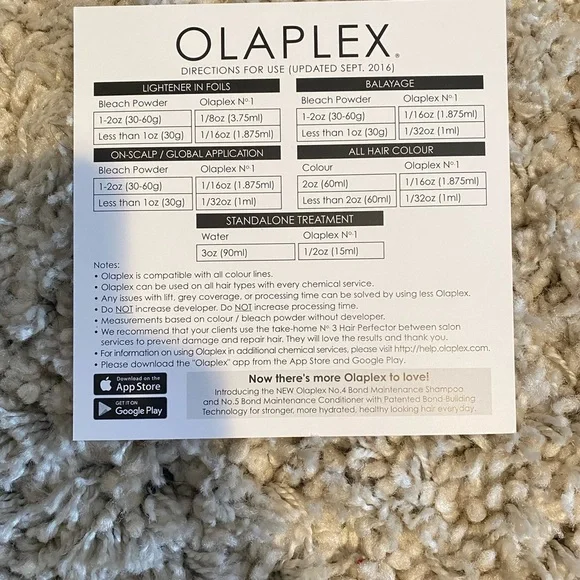 OLAPLEX®
DIRECTIONS FOR USE (UPDATED SEPT. 2016)
LIGHTENER IN FOILS
Bleach Powder Olaplex Nº1
1-2oz (30-60g) 1/8oz (3.75ml)
Less than 1oz (30g) 1/16oz (1.875ml)
BALAYAGE
Bleach Powder Olaplex Nº1
1-2oz (30-60g) 1/16oz (1.875ml)
Less than 1oz (30g) 1/32oz (1ml)
ON-SCALP / GLOBAL APPLICATION
Bleach Powder Olaplex Nº1
1-2oz (30-60g) 1/16oz (1.875ml)
Less than 1oz (30g) 1/32oz (1ml)
ALL HAIR COLOUR
Colour Olaplex Nº1
2oz (60ml) 1/16oz (1.875ml)
Less than 2oz (60ml) 1/32oz (1ml)
STANDALONE TREATMENT
Water Olaplex Nº1
3oz (90ml) 1/2oz (15ml)
Notes:
• Olaplex is compatible with all colour lines.
• Olaplex can be used on all hair types with every chemical service.
• Any issues with lift, grey coverage, or processing time can be solved by using less Olaplex.
• Do NOT increase developer. Do NOT increase processing time.
• Measurements based on colour / bleach powder without developer.
• We recommend that your clients use the take-home Nº 3 Hair Perfector between salon
services to prevent damage and repair hair. They will love the results and thank you.
• For information on using Olaplex in additional chemical services, please visit http://help.olaplex.com.
• Please download the "Olaplex" app from the App Store and Google Play.
Download on the
App Store
GET IT ON
Google Play
Now there's more Olaplex to love!
Introducing the NEW Olaplex No.4 Bond Maintenance Shampoo
and No.5 Bond Maintenance Conditioner with Patented Bond-Building
Technology for stronger, more hydrated, healthy looking hair everyday.